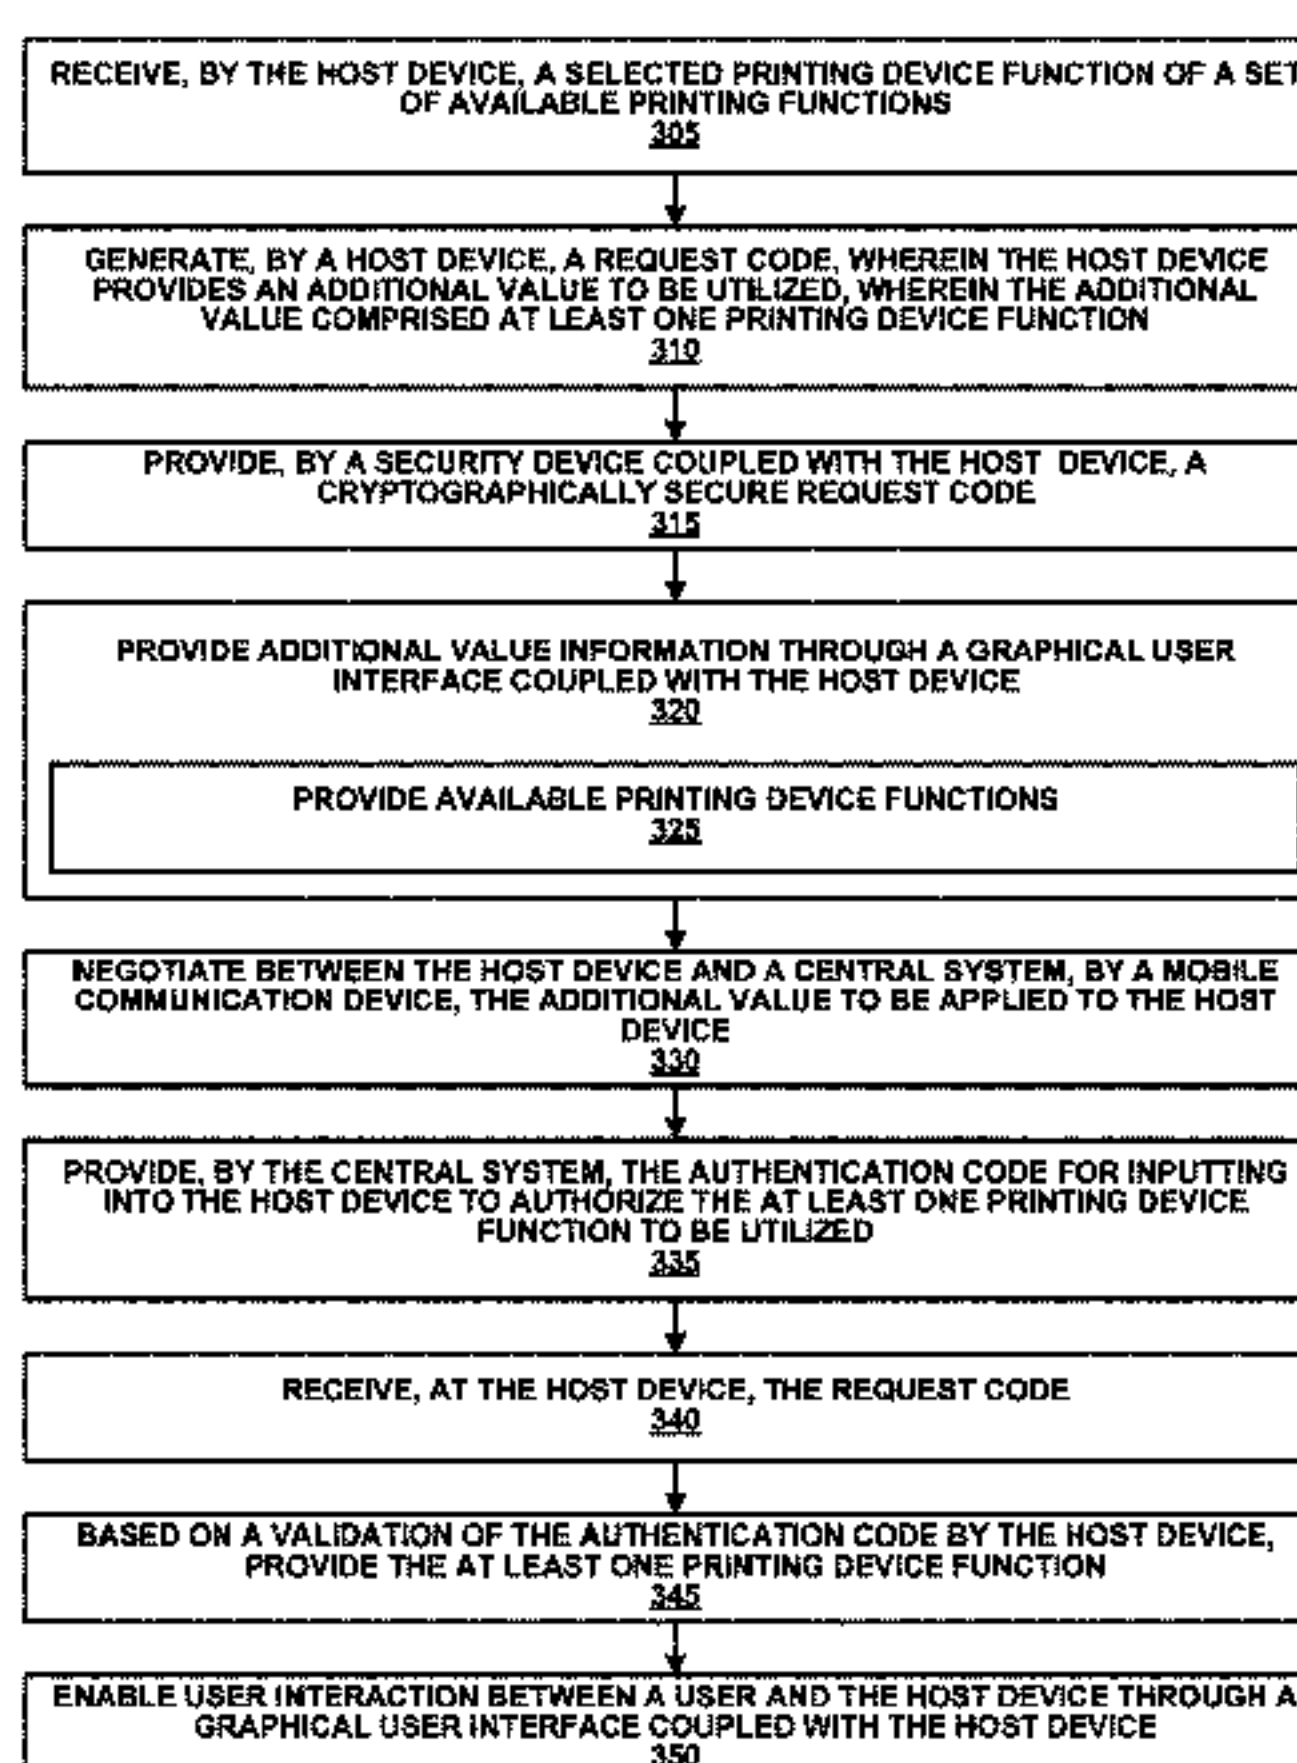 RECEIVE, BY THE HOST DEVICE, A SELECTED PRINTING DEVICE FUNCTION OF A SET
OF AVAILABLE PRINTING FUNCTIONS
305
GENERATE, BY A HOST DEVICE, A REQUEST CODE, WHEREIN THE HOST DEVICE
PROVIDES AN ADDITIONAL VALUE TO BE UTILIZED, WHEREIN THE ADDITIONAL
VALUE COMPRISED AT LEAST ONE PRINTING DEVICE FUNCTION
310
PROVIDE, BY A SECURITY DEVICE COUPLED WITH THE HOST DEVICE, A
CRYPTOGRAPHICALLY SECURE REQUEST CODE
315
PROVIDE ADDITIONAL VALUE INFORMATION THROUGH A GRAPHICAL USER
INTERFACE COUPLED WITH THE HOST DEVICE
320
PROVIDE AVAILABLE PRINTING DEVICE FUNCTIONS
325
NEGOTIATE BETWEEN THE HOST DEVICE AND A CENTRAL SYSTEM, BY A MOBILE
COMMUNICATION DEVICE, THE ADDITIONAL VALUE TO BE APPLIED TO THE HOST
DEVICE
330
PROVIDE, BY THE CENTRAL SYSTEM, THE AUTHENTICATION CODE FOR INPUTTING
INTO THE HOST DEVICE TO AUTHORIZE THE AT LEAST ONE PRINTING DEVICE
FUNCTION TO BE UTILIZED
335
RECEIVE, AT THE HOST DEVICE, THE REQUEST CODE
340
BASED ON A VALIDATION OF THE AUTHENTICATION CODE BY THE HOST DEVICE,
PROVIDE THE AT LEAST ONE PRINTING DEVICE FUNCTION
345
ENABLE USER INTERACTION BETWEEN A USER AND THE HOST DEVICE THROUGH A
GRAPHICAL USER INTERFACE COUPLED WITH THE HOST DEVICE
350